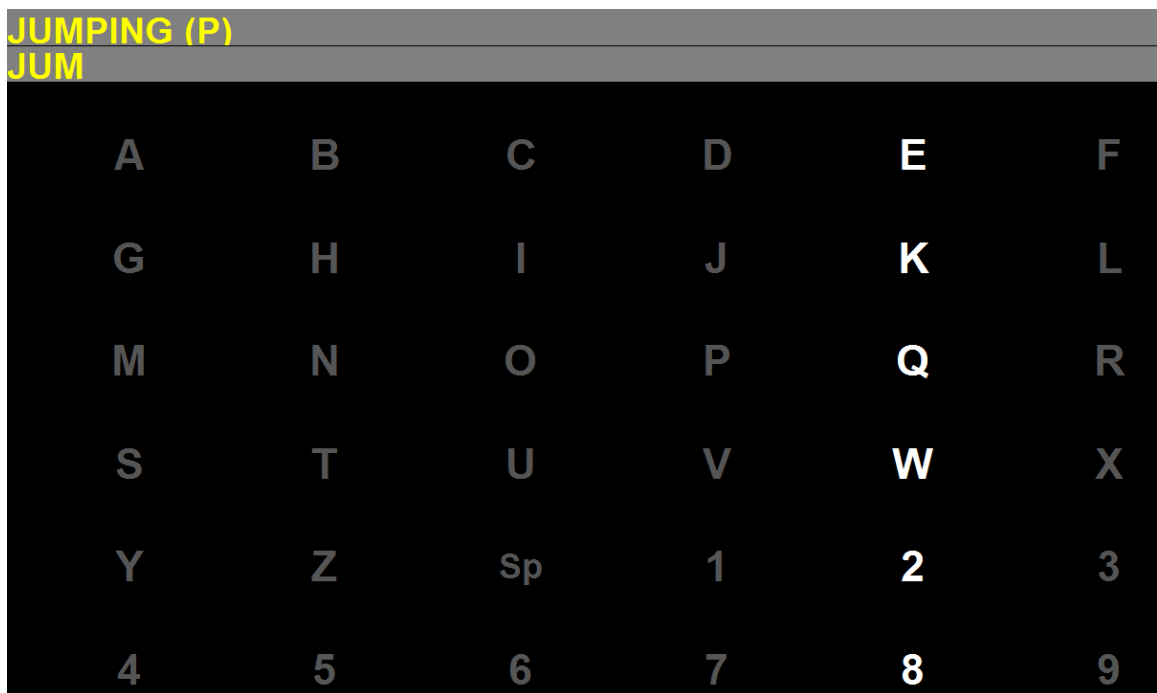 JUMPING (P)
JUM
A B C D E F
G H I J K L
M N O P Q R
S T U V W X
Y Z Sp 1 2 3
4 5 6 7 8 9